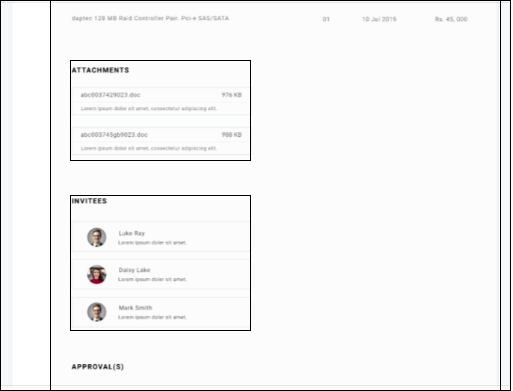 daptec 128 MB Raid Controller Pair, Pci-e SAS/SATA 01 10 Jul 2019 Rs. 45, 000
ATTACHMENTS
abc0037429023.doc 976 KB
Lorem ipsum dolor sit amet, consectetur adipiscing elit.
abc003745gb9023.doc 988 KB
Lorem ipsum dolor sit amet, consectetur adipiscing elit.
INVITEES
Luke Ray
Lorem ipsum dolor sit amet.
Daisy Lake
Lorem ipsum dolor sit amet.
Mark Smith
Lorem ipsum dolor sit amet.
APPROVAL(S)